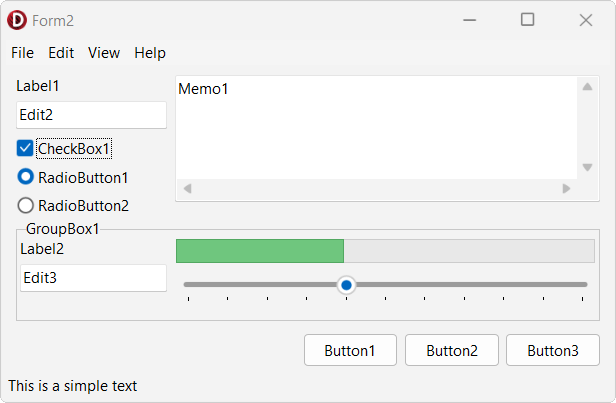 Form2
File Edit View Help
Label1
Edit2
Memo1
CheckBox1
RadioButton1
RadioButton2
GroupBox1
Label2
Edit3
Button1 Button2 Button3
This is a simple text